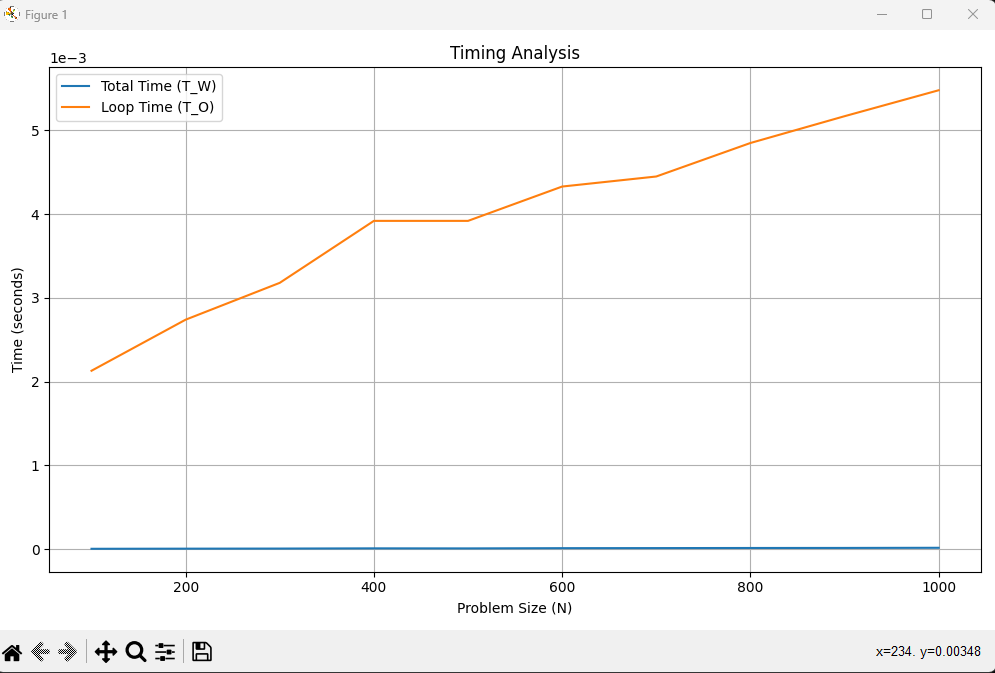 Figure 1
Timing Analysis
1e−3
Total Time (T_W)
Loop Time (T_O)
5
4
3
2
1
0
Time (seconds)
200 400 600 800 1000
Problem Size (N)
x=234. y=0.00348